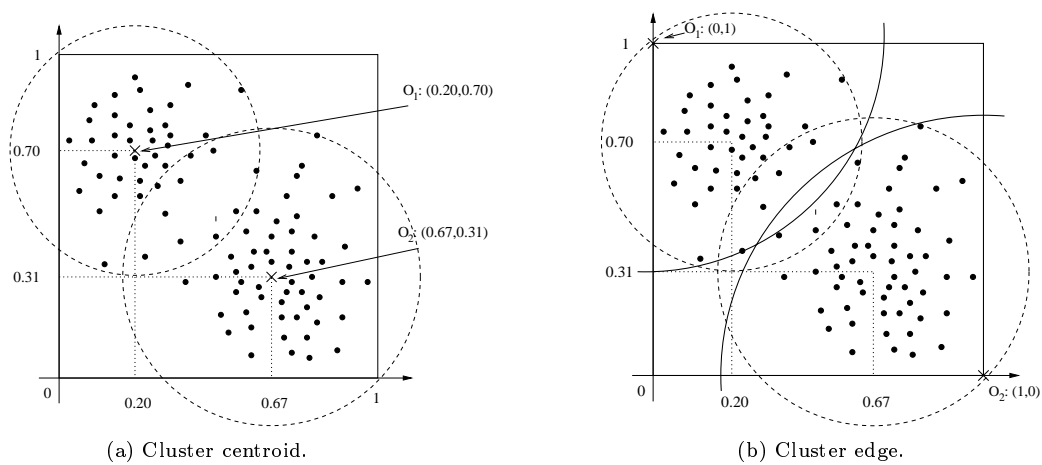 1
O1: (0.20,0.70)
0.70
O2: (0.67,0.31)
0.31
0
0.20
0.67
1
(a) Cluster centroid.
O1: (0,1)
1
0.70
0.31
0
0.20
0.67
O2: (1,0)
(b) Cluster edge.